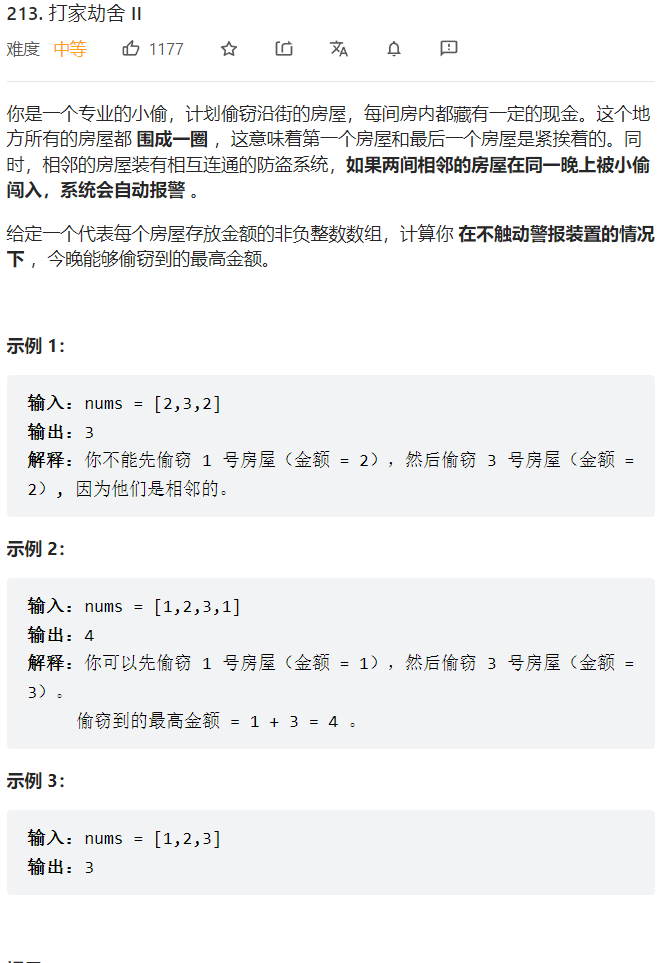 213. 打家劫舍 II
难度 中等 1177
你是一个专业的小偷，计划偷窃沿街的房屋，每间房内都藏有一定的现金。这个地
方所有的房屋都 围成一圈 ，这意味着第一个房屋和最后一个房屋是紧挨着的。同
时，相邻的房屋装有相互连通的防盗系统，如果两间相邻的房屋在同一晚上被小偷
闯入，系统会自动报警 。
给定一个代表每个房屋存放金额的非负整数数组，计算你 在不触动警报装置的情况
下 ，今晚能够偷窃到的最高金额。
示例 1：
输入：nums = [2,3,2]
输出：3
解释：你不能先偷窃 1 号房屋（金额 = 2），然后偷窃 3 号房屋（金额 =
2）, 因为他们是相邻的。
示例 2：
输入：nums = [1,2,3,1]
输出：4
解释：你可以先偷窃 1 号房屋（金额 = 1），然后偷窃 3 号房屋（金额 =
3）。
偷窃到的最高金额 = 1 + 3 = 4 。
示例 3：
输入：nums = [1,2,3]
输出：3